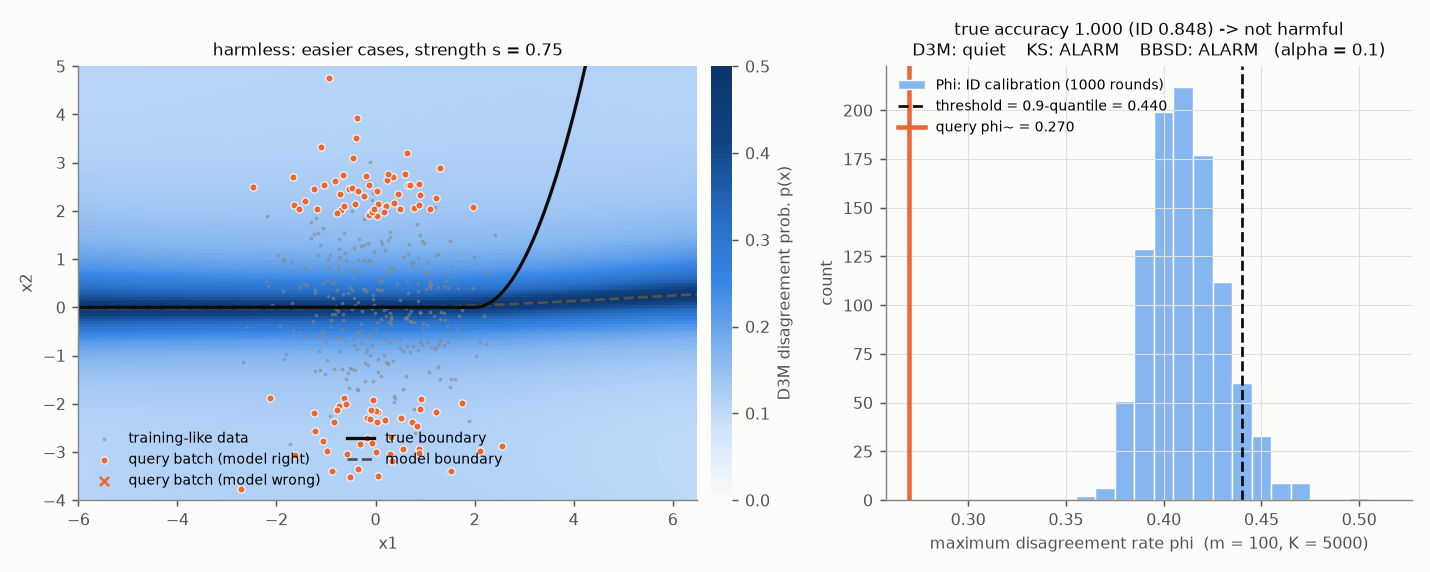 harmless: easier cases, strength s = 0.75
5
4
3
2
1
0
−1
−2
−3
−4
x2
−6
−4
−2
0
2
4
6
x1
training-like data
query batch (model right)
query batch (model wrong)
true boundary
model boundary
0.5
0.4
0.3
0.2
0.1
0.0
D3M disagreement prob. p(x)
true accuracy 1.000 (ID 0.848) -> not harmful
D3M: quiet KS: ALARM BBSD: ALARM (alpha = 0.1)
Phi: ID calibration (1000 rounds)
threshold = 0.9-quantile = 0.440
query phi~ = 0.270
200
175
150
125
100
75
50
25
0
count
0.30
0.35
0.40
0.45
0.50
maximum disagreement rate phi (m = 100, K = 5000)